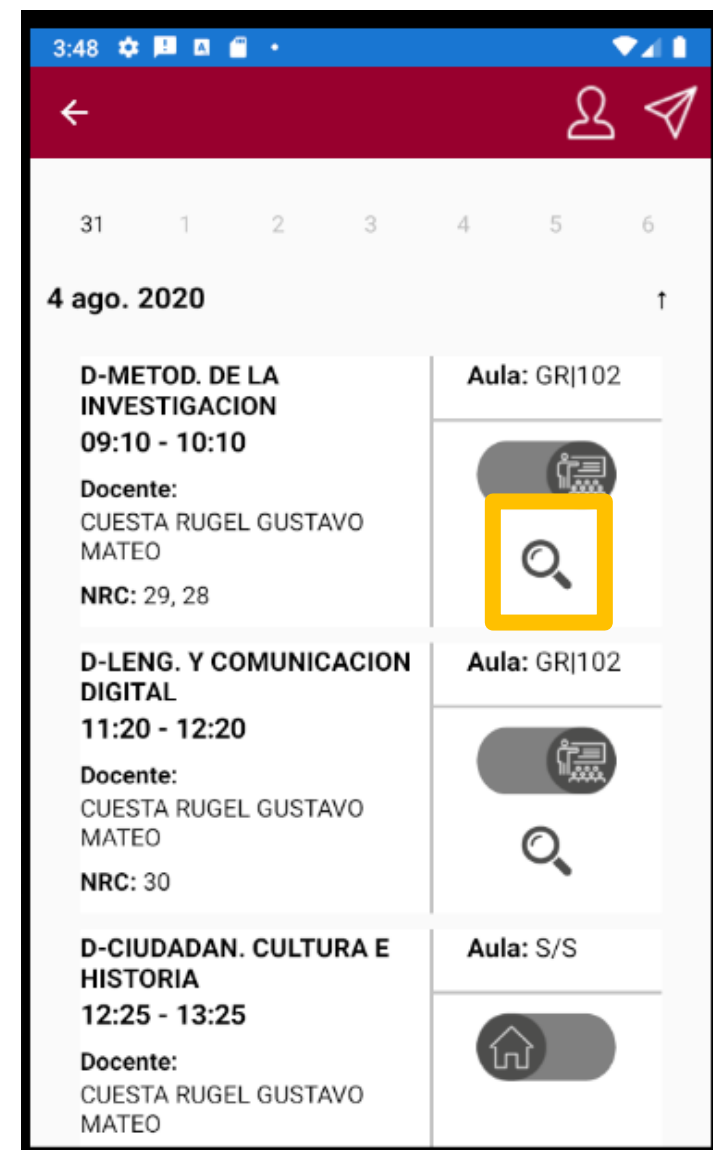 3:48
31 1 2 3 4 5 6
4 ago. 2020 ↑
D-METOD. DE LA
INVESTIGACION
09:10 - 10:10
Docente:
CUESTA RUGEL GUSTAVO
MATEO
NRC: 29, 28
Aula: GR|102
D-LENG. Y COMUNICACION
DIGITAL
11:20 - 12:20
Docente:
CUESTA RUGEL GUSTAVO
MATEO
NRC: 30
Aula: GR|102
D-CIUDADAN. CULTURA E
HISTORIA
12:25 - 13:25
Docente:
CUESTA RUGEL GUSTAVO
MATEO
Aula: S/S